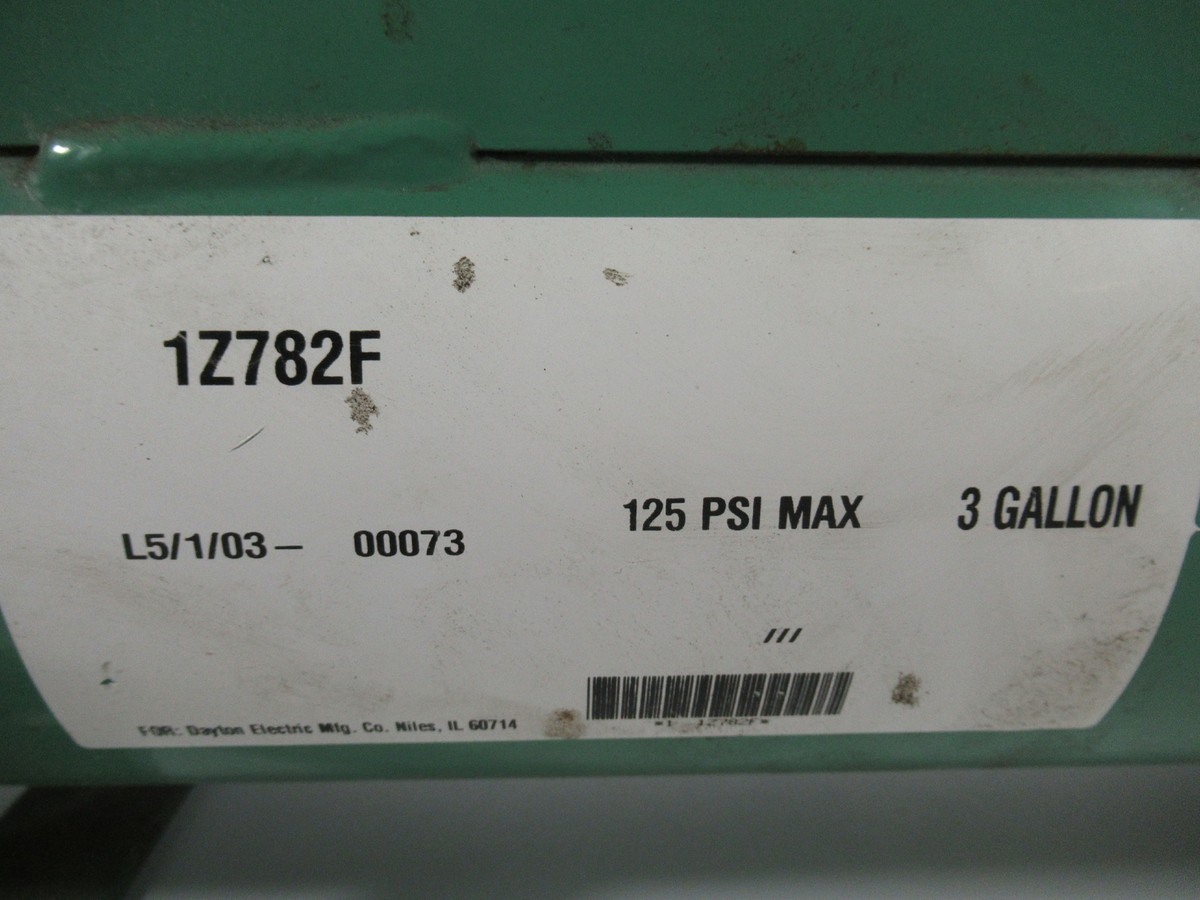 1Z782F
125 PSI MAX 3 GALLON
L5/1/03 – 00073
///
FOR: Dayton Electric Mfg. Co. Niles, IL 60714